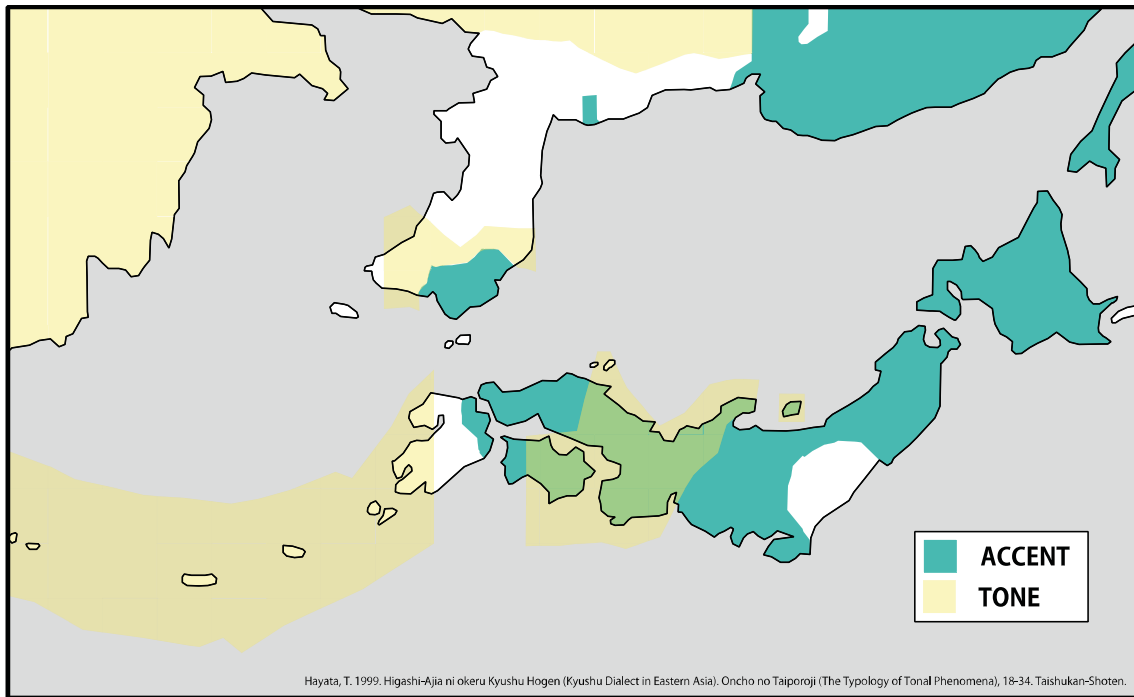 ACCENT
TONE
Hayata, T. 1999. Higashi-Ajia ni okeru Kyushu Hogen (Kyushu Dialect in Eastern Asia). Oncho no Taiporoji (The Typology of Tonal Phenomena), 18-34. Taishukan-Shoten.